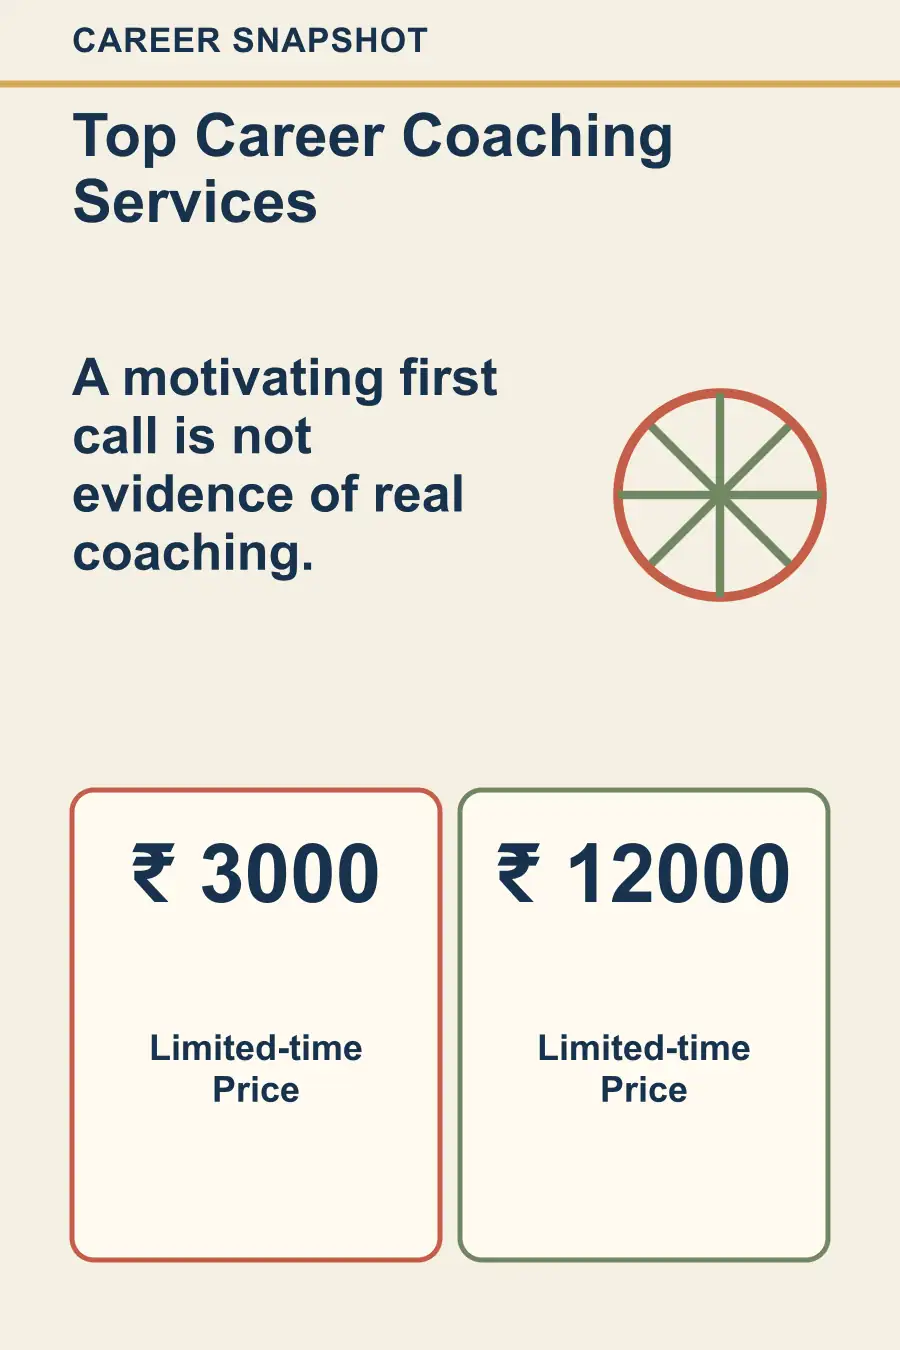 CAREER SNAPSHOT
Top Career Coaching
Services
A motivating first
call is not
evidence of real
coaching.
₹ 3000
Limited-time
Price
₹ 12000
Limited-time
Price